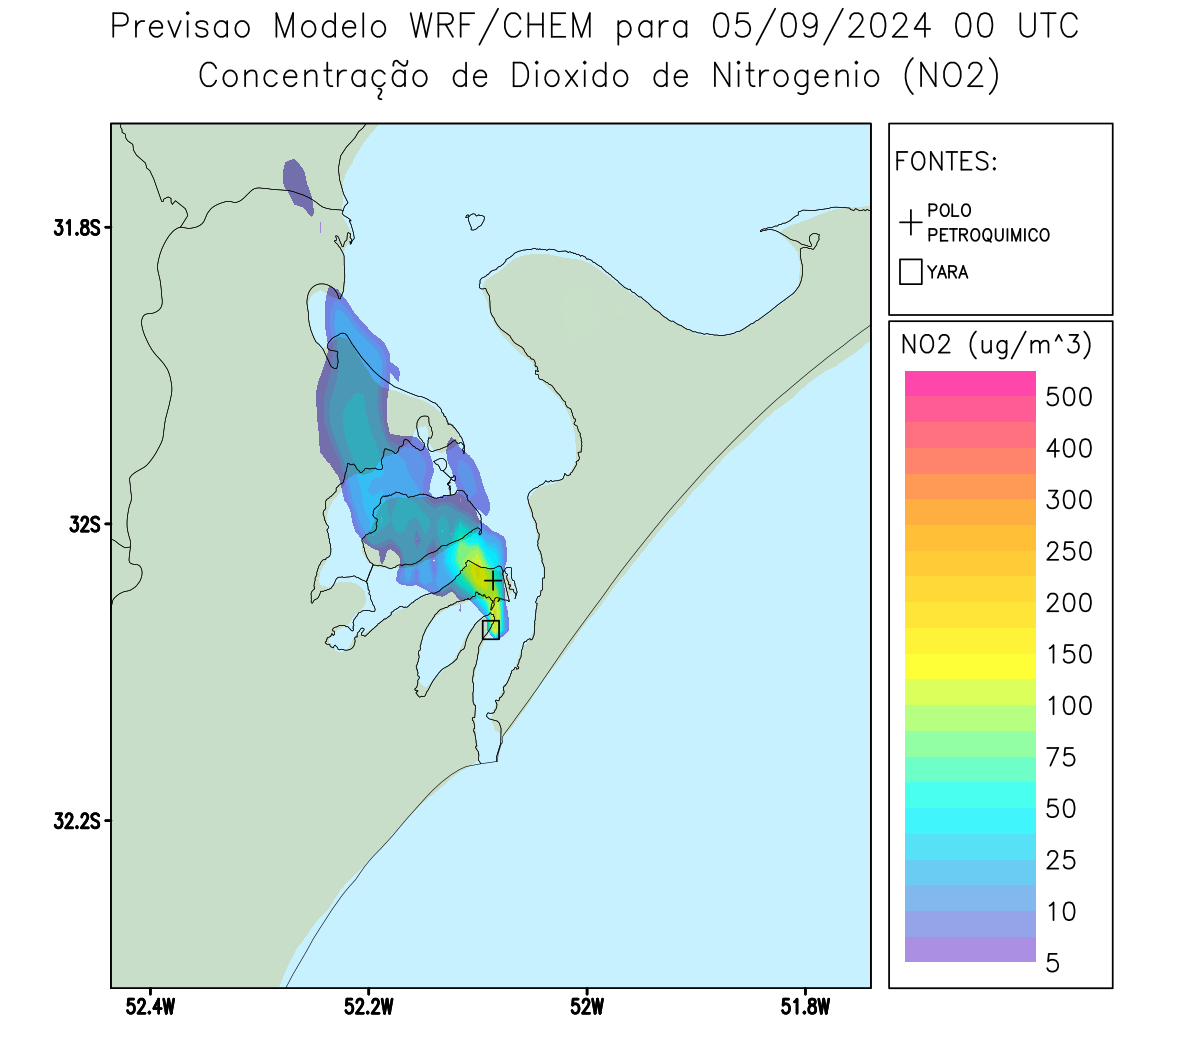 Previsao Modelo WRF/CHEM para 05/09/2024 00 UTC
Concentração de Dioxido de Nitrogenio (NO2)
FONTES:
POLO
PETROQUIMICO
YARA
NO2 (ug/m^3)
500
400
300
250
200
150
100
75
50
25
10
5
31.8S
32S
32.2S
52.4W
52.2W
52W
51.8W